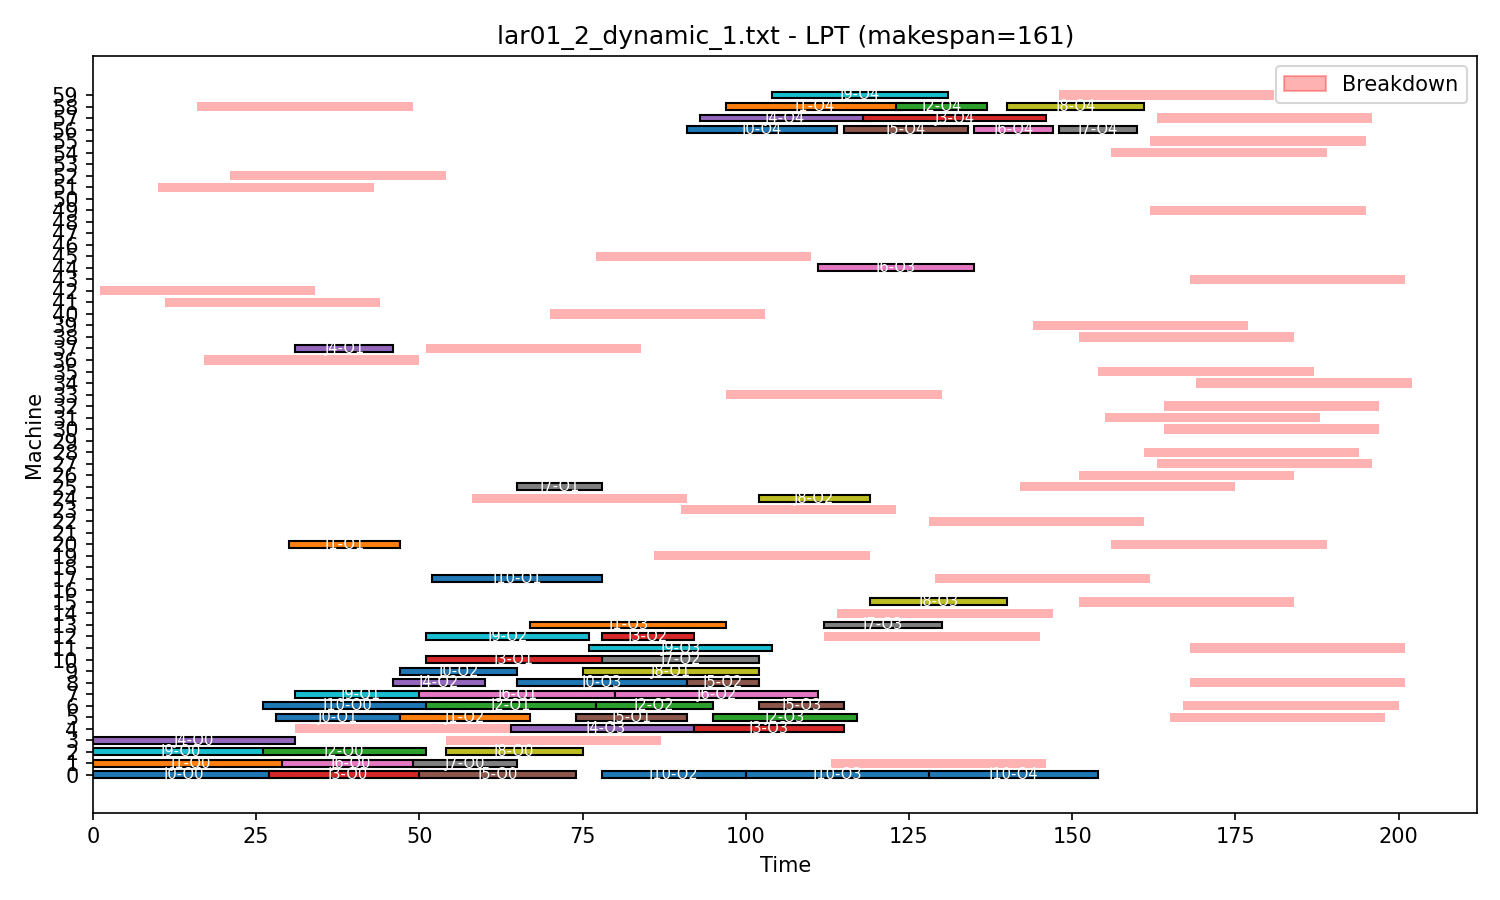 lar01_2_dynamic_1.txt - LPT (makespan=161)
Breakdown
Machine
59 J9-O4
58 J1-O4 J2-O4 J8-O4
57 J4-O4 J3-O4
56 J0-O4 J5-O4 J6-O4 J7-O4
55
54
53
52
51
50
49
48
47
46
45
44 J6-O3
43
42
41
40
39
38
37 J4-O1
36
35
34
33
32
31
30
29
28
27
26
25 J7-O1
24 J8-O2
23
22
21
20 J1-O1
19
18
17 J10-O1
16
15 J8-O3
14
13 J1-O3 J7-O3
12 J9-O2 J3-O2
11 J9-O3
10 J3-O1 J7-O2
9 J0-O2 J8-O1
8 J4-O2 J0-O3 J5-O2
7 J9-O1 J6-O1 J6-O2
6 J10-O0 J2-O1 J2-O2 J5-O3
5 J0-O1 J1-O2 J5-O1 J2-O3
4 J4-O3 J3-O3
3 J4-O0
2 J9-O0 J2-O0 J8-O0
1 J1-O0 J6-O0 J7-O0
0 J0-O0 J3-O0 J5-O0 J10-O2 J10-O3 J10-O4
0 25 50 75 100 125 150 175 200
Time